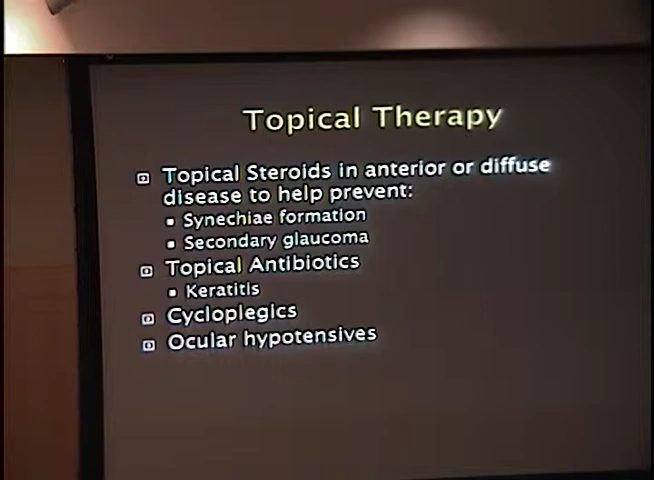 Topical Therapy
Topical Steroids in anterior or diffuse
disease to help prevent:
Synechiae formation
Secondary glaucoma
Topical Antibiotics
Keratitis
Cycloplegics
Ocular hypotensives